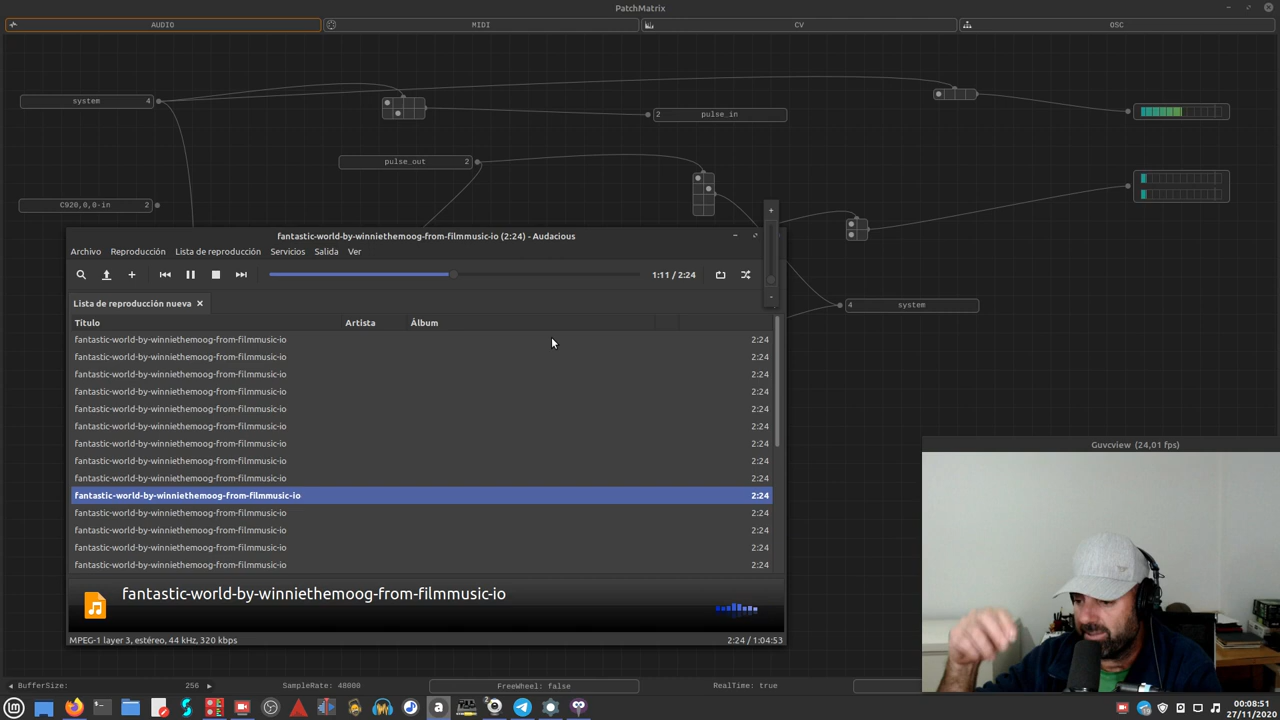 PatchMatrix
AUDIO MIDI CV OSC
system 4
2 pulse_in
pulse_out 2
C920,0,0-in 2
4 system
fantastic-world-by-winniethemoog-from-filmmusic-io (2:24) - Audacious
Archivo Reproducción Lista de reproducción Servicios Salida Ver
1:11 / 2:24
+
-
Lista de reproducción nueva
Título Artista Álbum
fantastic-world-by-winniethemoog-from-filmmusic-io 2:24
fantastic-world-by-winniethemoog-from-filmmusic-io 2:24
fantastic-world-by-winniethemoog-from-filmmusic-io 2:24
fantastic-world-by-winniethemoog-from-filmmusic-io 2:24
fantastic-world-by-winniethemoog-from-filmmusic-io 2:24
fantastic-world-by-winniethemoog-from-filmmusic-io 2:24
fantastic-world-by-winniethemoog-from-filmmusic-io 2:24
fantastic-world-by-winniethemoog-from-filmmusic-io 2:24
fantastic-world-by-winniethemoog-from-filmmusic-io 2:24
fantastic-world-by-winniethemoog-from-filmmusic-io 2:24
fantastic-world-by-winniethemoog-from-filmmusic-io 2:24
fantastic-world-by-winniethemoog-from-filmmusic-io 2:24
fantastic-world-by-winniethemoog-from-filmmusic-io 2:24
fantastic-world-by-winniethemoog-from-filmmusic-io 2:24
fantastic-world-by-winniethemoog-from-filmmusic-io
MPEG-1 layer 3, estéreo, 44 kHz, 320 kbps 2:24 / 1:04:53
Guvcview (24,01 fps)
BufferSize: 256 SampleRate: 48000 FreeWheel: false RealTime: true
00:08:51
27/11/2020